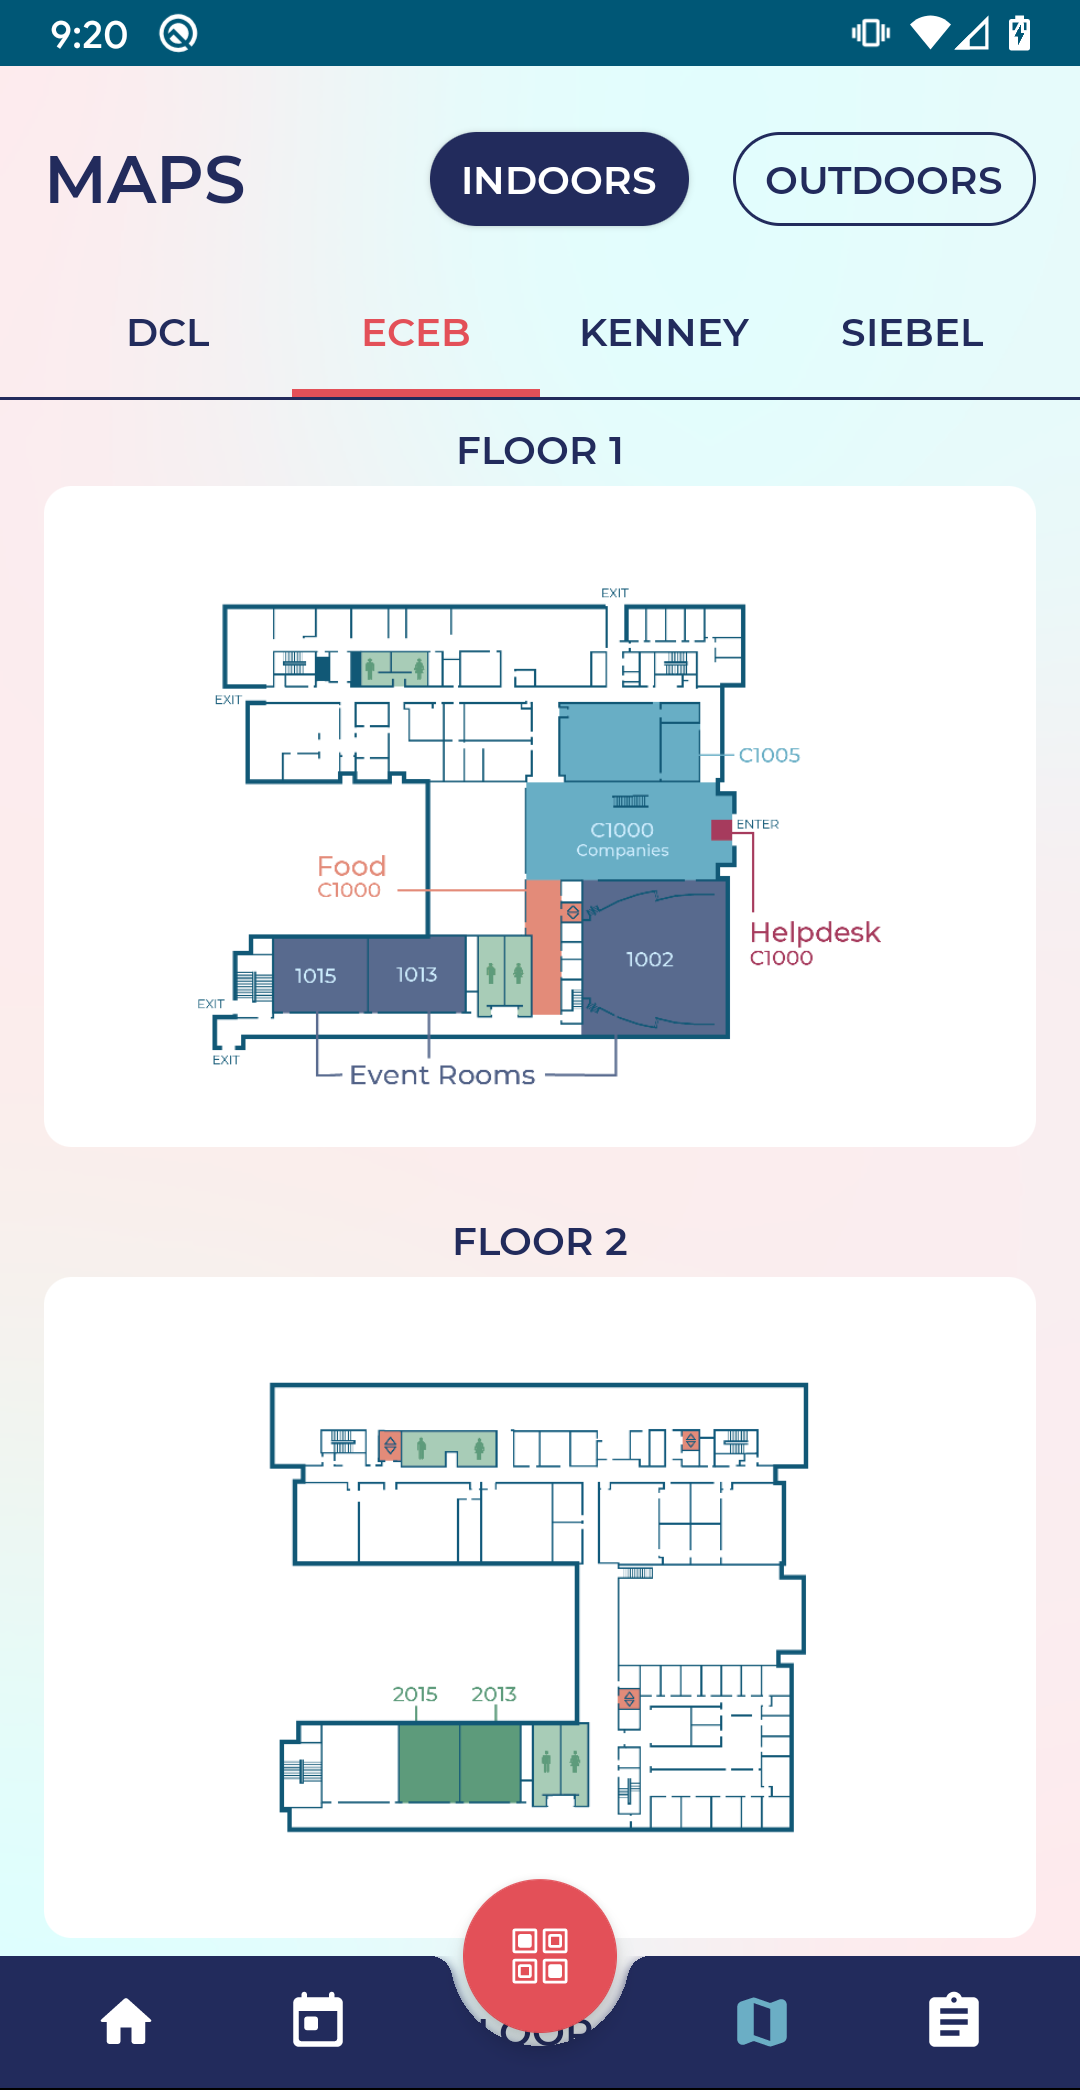 9:20
MAPS
INDOORS
OUTDOORS
DCL
ECEB
KENNEY
SIEBEL
FLOOR 1
EXIT
EXIT
C1005
C1000
Companies
ENTER
Food
C1000
Helpdesk
C1000
1002
1015
1013
EXIT
EXIT
Event Rooms
FLOOR 2
2015
2013